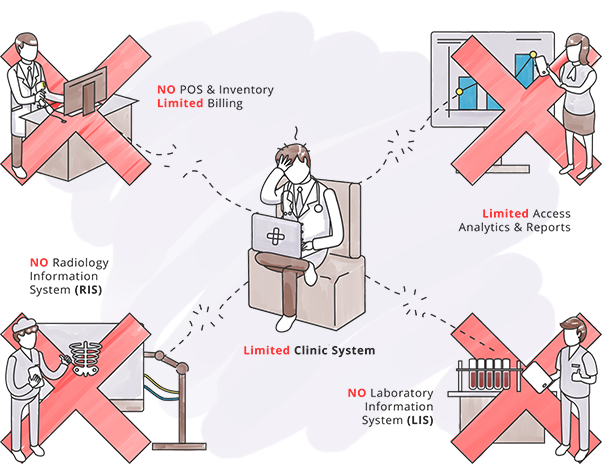 NO POS & Inventory
Limited Billing
Limited Access
Analytics & Reports
NO Radiology
Information
System (RIS)
Limited Clinic System
NO Laboratory
Information
System (LIS)